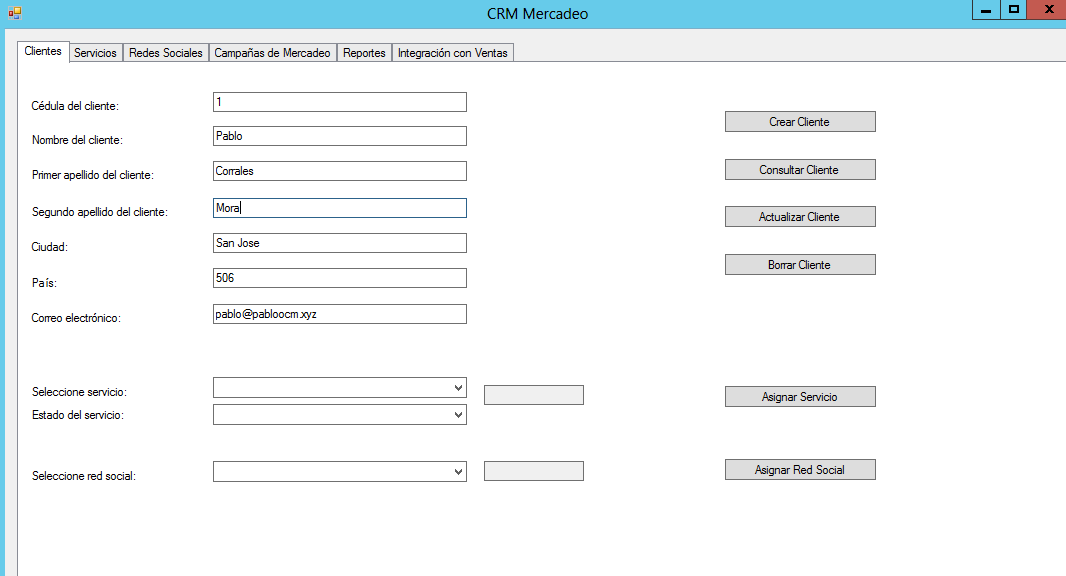 CRM Mercadeo
Clientes Servicios Redes Sociales Campañas de Mercadeo Reportes Integración con Ventas
Cédula del cliente: 1
Crear Cliente
Nombre del cliente: Pablo
Primer apellido del cliente: Corrales
Consultar Cliente
Segundo apellido del cliente: Mora
Actualizar Cliente
Ciudad: San Jose
Borrar Cliente
País: 506
Correo electrónico: pablo@pabloocm.xyz
Seleccione servicio:
Asignar Servicio
Estado del servicio:
Seleccione red social:
Asignar Red Social